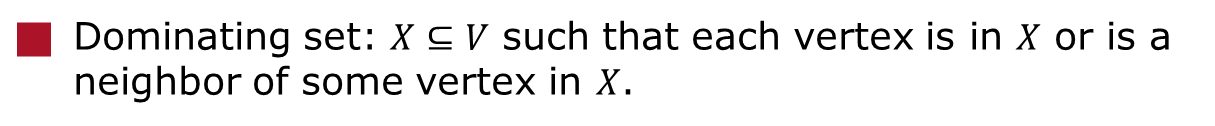 Dominating set: X ⊆ V such that each vertex is in X or is a
neighbor of some vertex in X.